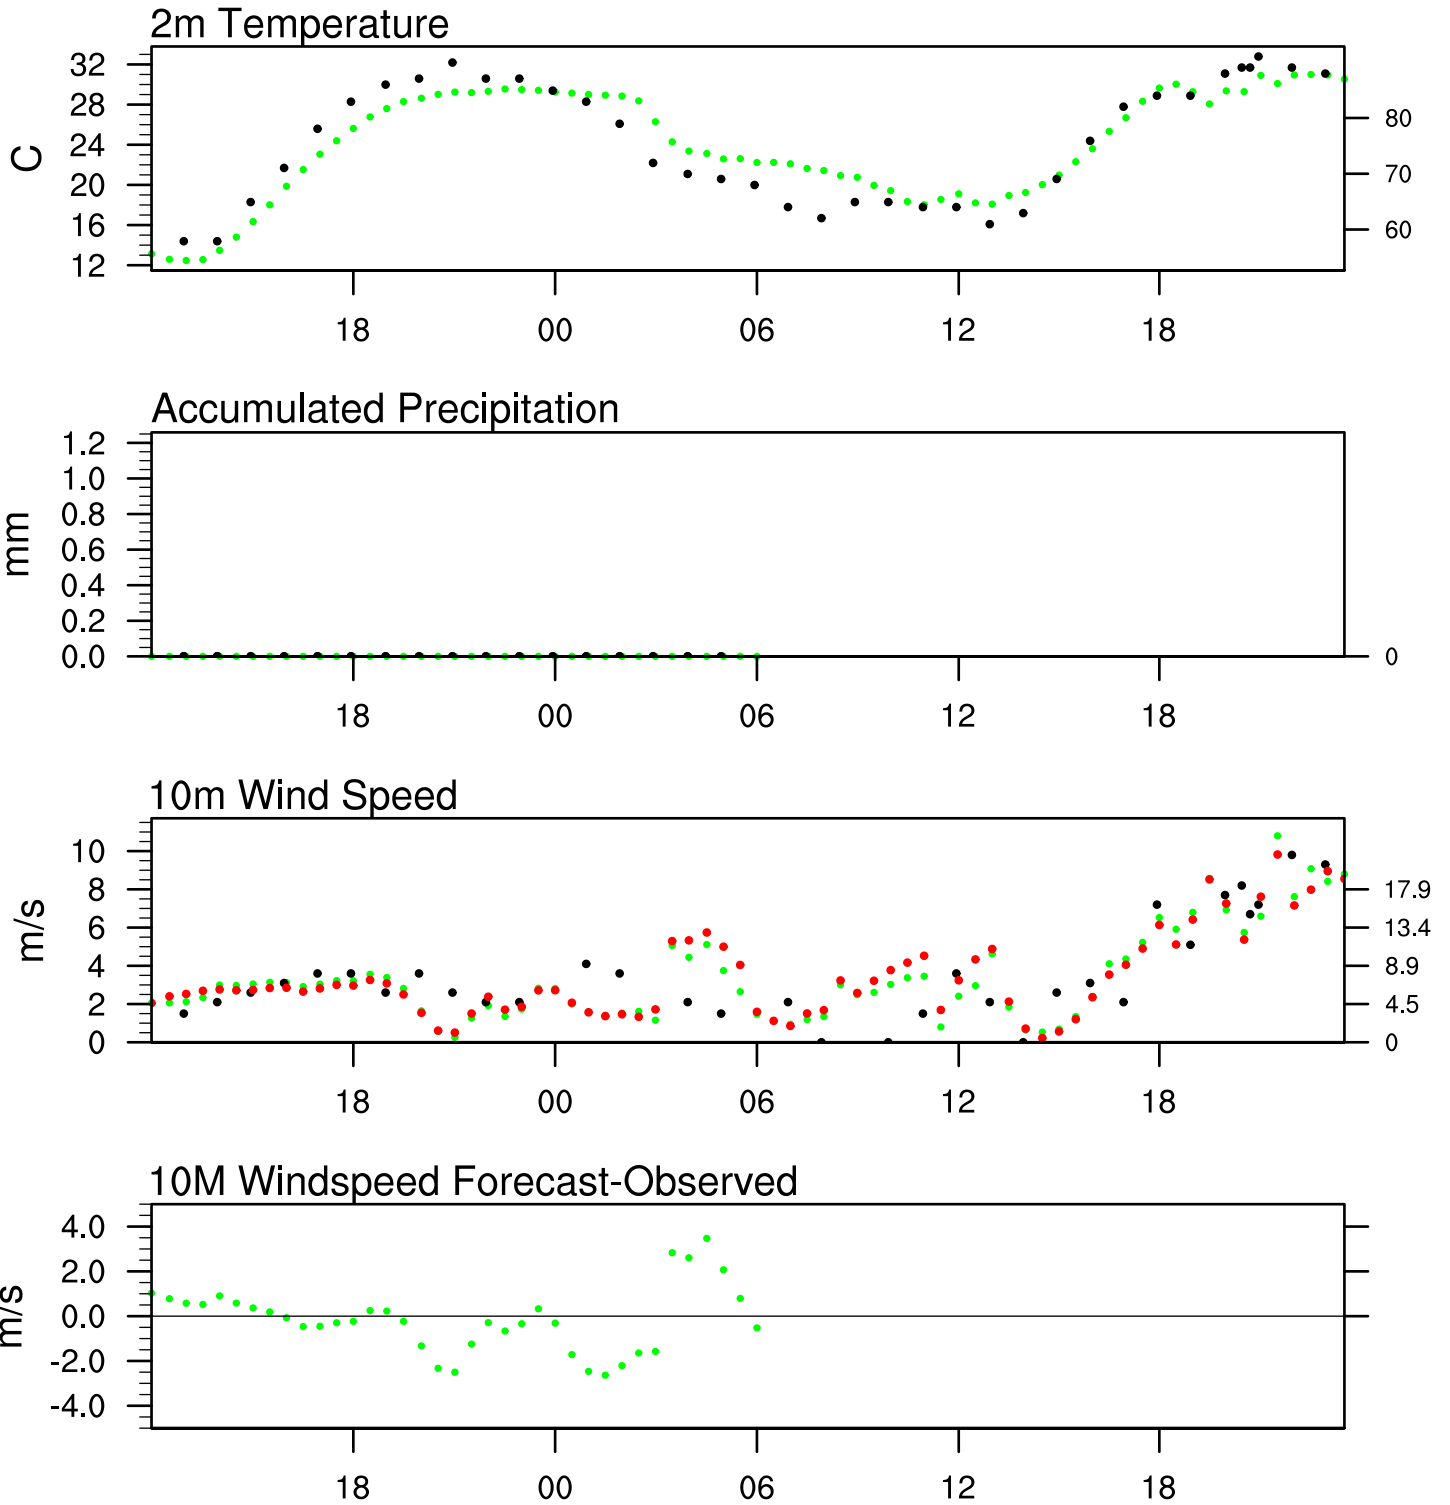 2m Temperature
32
28
24
20
16
12
C
80
70
60
18 00 06 12 18
Accumulated Precipitation
1.2
1.0
0.8
0.6
0.4
0.2
0.0
mm
0
18 00 06 12 18
10m Wind Speed
10
8
6
4
2
0
m/s
17.9
13.4
8.9
4.5
0
18 00 06 12 18
10M Windspeed Forecast-Observed
4.0
2.0
0.0
-2.0
-4.0
m/s
18 00 06 12 18